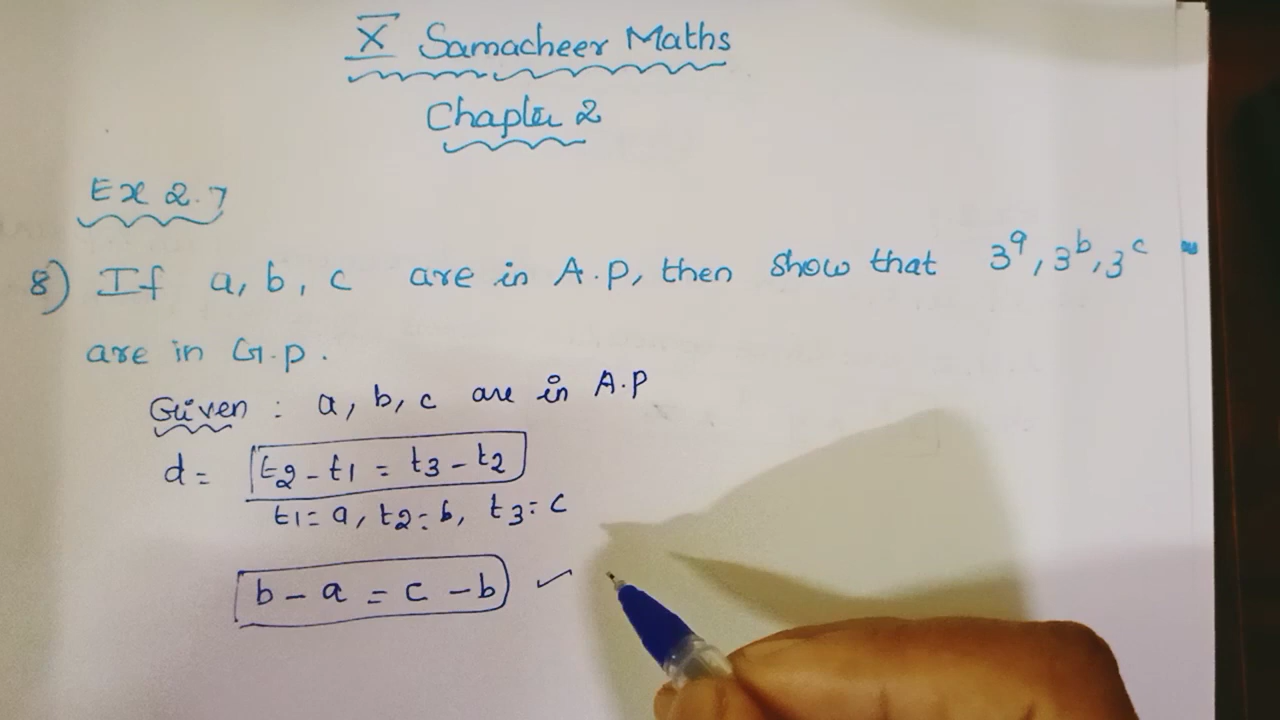 X Samacheer Maths
Chapter 2
Ex 2.7
8) If a, b, c are in A.P, then show that 3^a, 3^b, 3^c
are in G.P.
Given : a, b, c are in A.P
d = t2 - t1 = t3 - t2
t1 = a, t2 = b, t3 = c
b - a = c - b ✓